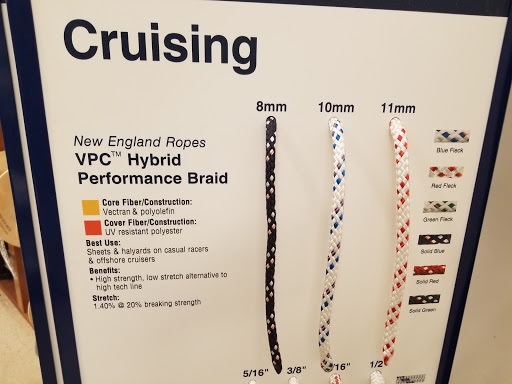 Cruising
8mm
10mm
11mm
New England Ropes
VPC™ Hybrid
Performance Braid
Core Fiber/Construction:
Vectran & polyolefin
Cover Fiber/Construction:
UV resistant polyester
Best Use:
Sheets & halyards on casual racers
& offshore cruisers
Benefits:
• High strength, low stretch alternative to
high tech line
Stretch:
1.40% @ 20% breaking strength
Blue Fleck
Red Fleck
Green Fleck
Solid Blue
Solid Red
Solid Green
5/16"
3/8"
16"
1/2